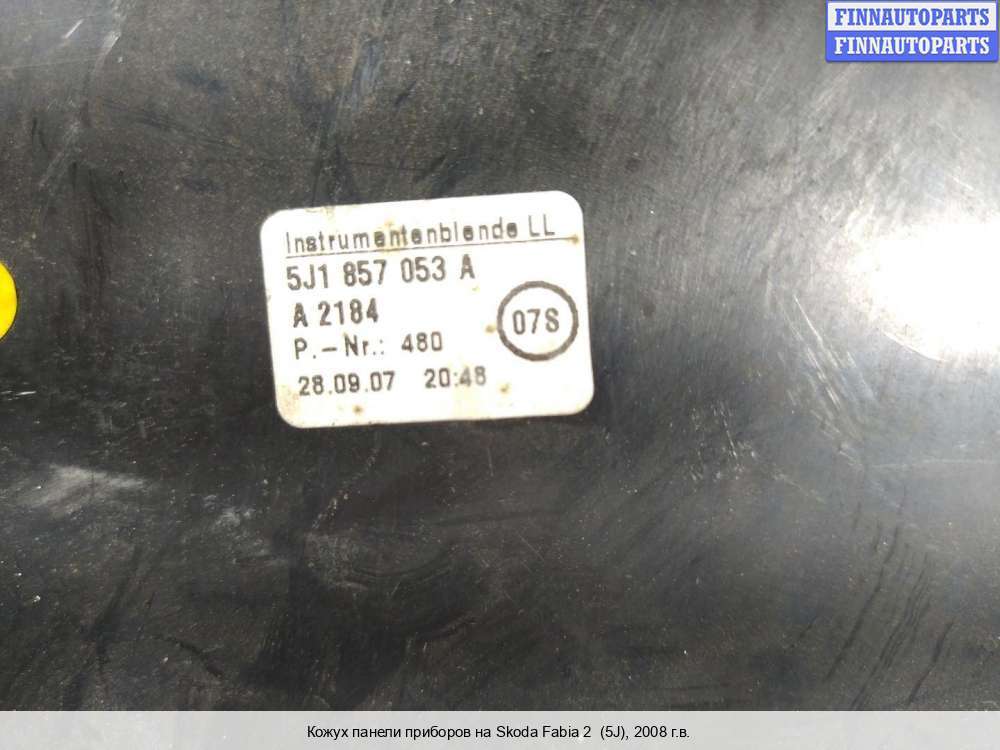 FINNAUTOPARTS
FINNAUTOPARTS
Instrumentenblende LL
5J1 857 053 A
A 2184
07S
P.-Nr.: 480
28.09.07 20:48
Кожух панели приборов на Skoda Fabia 2 (5J), 2008 г.в.